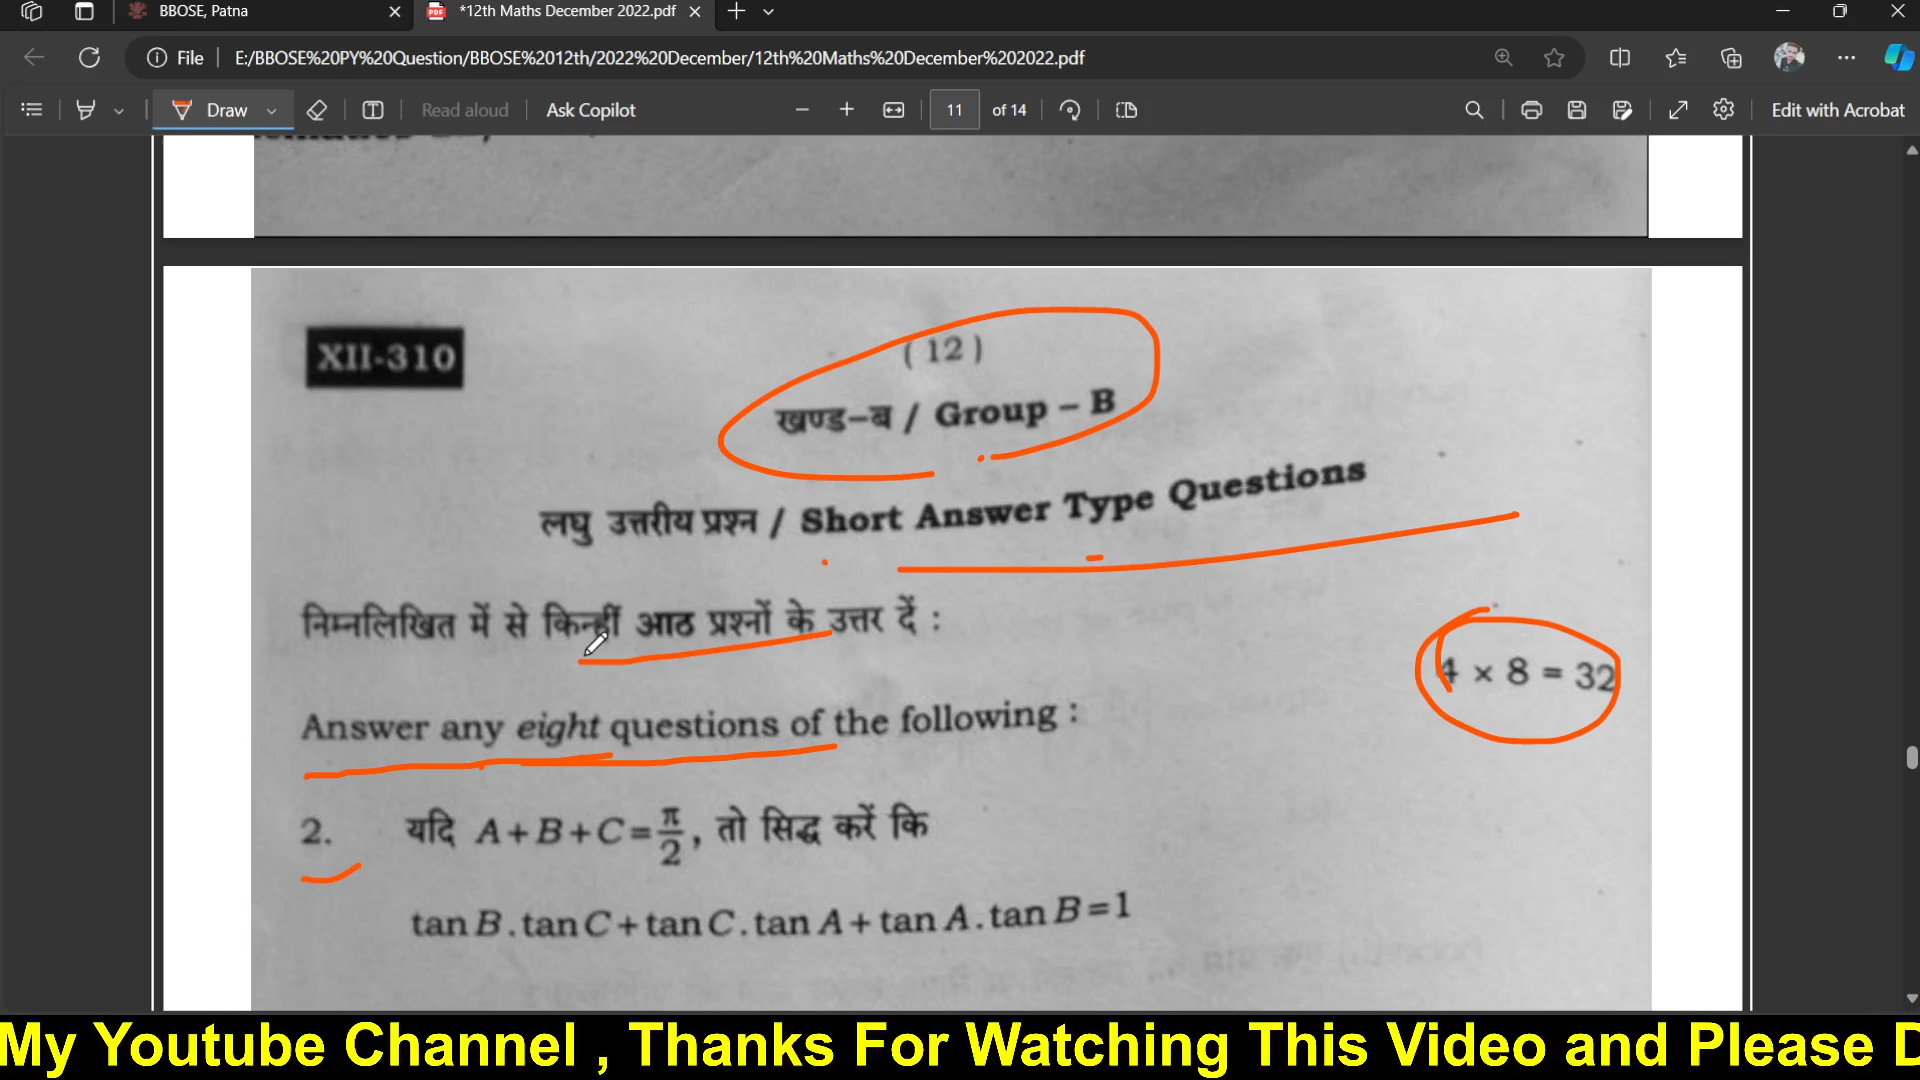 BBOSE, Patna
*12th Maths December 2022.pdf
File
E:/BBOSE%20PY%20Question/BBOSE%2012th/2022%20December/12th%20Maths%20December%202022.pdf
Draw
Read aloud
Ask Copilot
11 of 14
Edit with Acrobat
XII-310
( 12 )
खण्ड–ब / Group – B
लघु उत्तरीय प्रश्न / Short Answer Type Questions
निम्नलिखित में से किन्हीं आठ प्रश्नों के उत्तर दें :
4 × 8 = 32
Answer any eight questions of the following :
2. यदि A+B+C=π/2, तो सिद्ध करें कि
tan B . tan C + tan C . tan A + tan A . tan B = 1
My Youtube Channel , Thanks For Watching This Video and Please